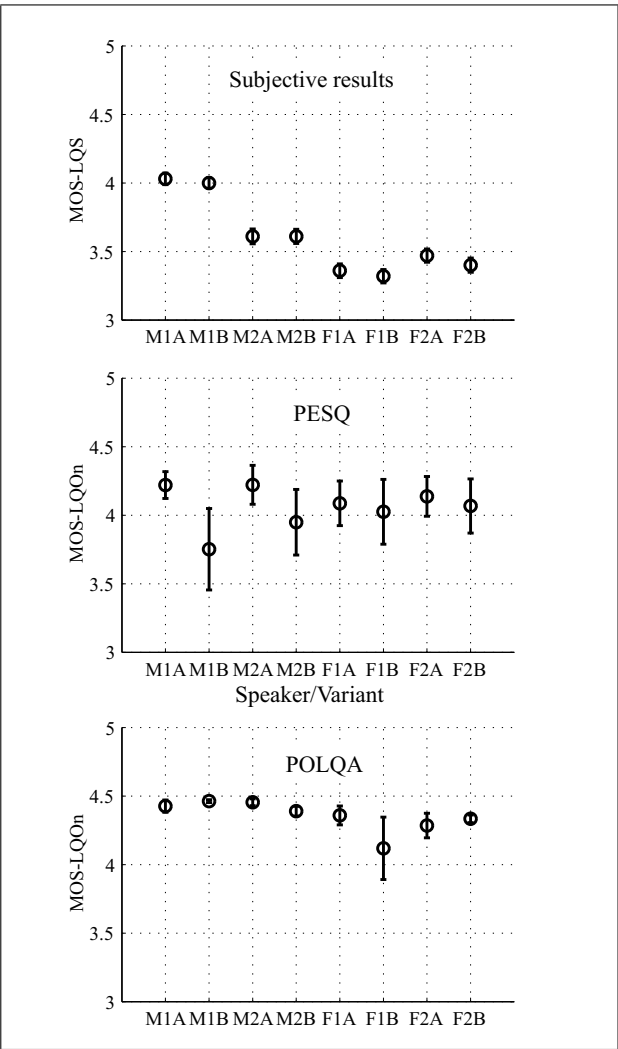 Subjective results
MOS-LQS
5
4.5
4
3.5
3
M1A M1B M2A M2B F1A F1B F2A F2B
PESQ
MOS-LQOn
5
4.5
4
3.5
3
M1A M1B M2A M2B F1A F1B F2A F2B
Speaker/Variant
POLQA
MOS-LQOn
5
4.5
4
3.5
3
M1A M1B M2A M2B F1A F1B F2A F2B